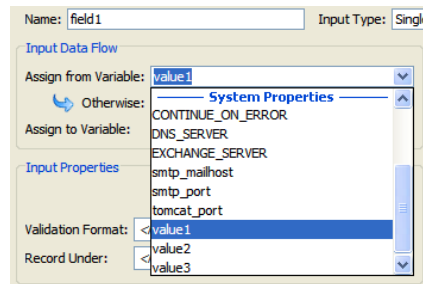 Name: field1 Input Type: Singl
Input Data Flow
Assign from Variable: value1
Otherwise: System Properties
CONTINUE_ON_ERROR
Assign to Variable: DNS_SERVER
EXCHANGE_SERVER
Input Properties smtp_mailhost
smtp_port
tomcat_port
Validation Format: </ value1
value2
Record Under: </ value3